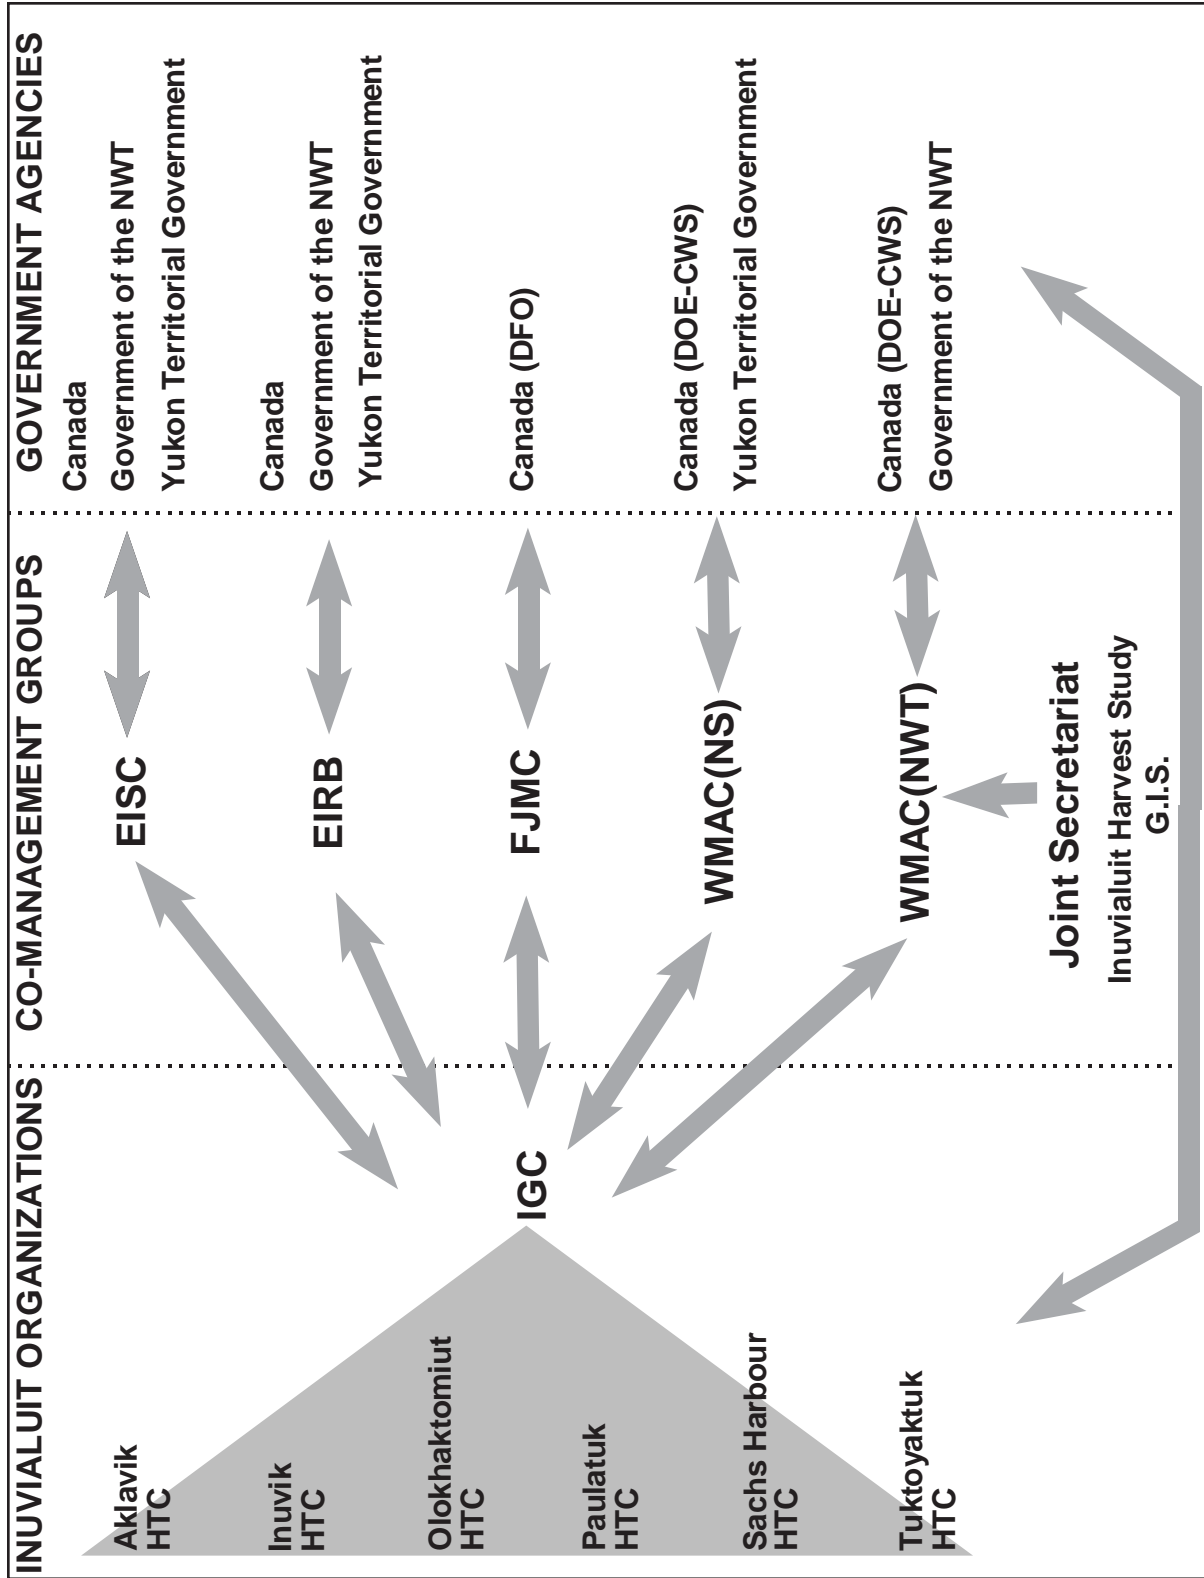 INUVIALUIT ORGANIZATIONS
CO-MANAGEMENT GROUPS
GOVERNMENT AGENCIES
Aklavik
HTC
Inuvik
HTC
Olokhaktomiut
HTC
Paulatuk
HTC
Sachs Harbour
HTC
Tuktoyaktuk
HTC
IGC
EISC
EIRB
FJMC
WMAC(NS)
WMAC(NWT)
Joint Secretariat
Inuvialuit Harvest Study
G.I.S.
Canada
Government of the NWT
Yukon Territorial Government
Canada
Government of the NWT
Yukon Territorial Government
Canada (DFO)
Canada (DOE-CWS)
Yukon Territorial Government
Canada (DOE-CWS)
Government of the NWT